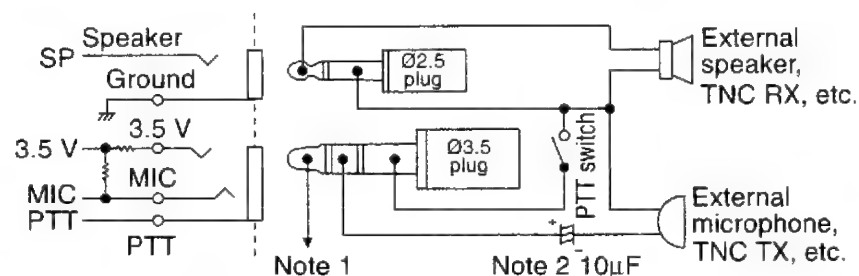 Speaker
SP
Ground
3.5 V
3.5 V
MIC
MIC
PTT
PTT
Ø2.5
plug
Ø3.5
plug
PTT switch
+
-
Note 1
Note 2 10µF
External
speaker,
TNC RX, etc.
External
microphone,
TNC TX, etc.